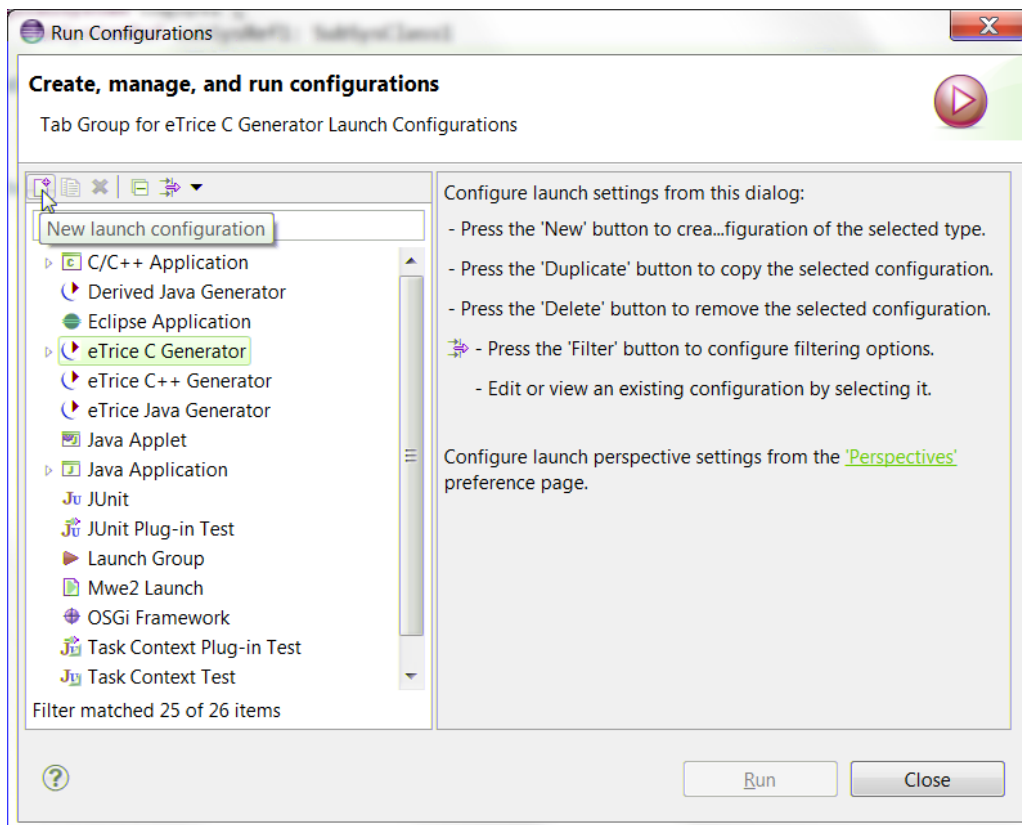 Run Configurations
Create, manage, and run configurations
Tab Group for eTrice C Generator Launch Configurations
New launch configuration
C/C++ Application
Derived Java Generator
Eclipse Application
eTrice C Generator
eTrice C++ Generator
eTrice Java Generator
Java Applet
Java Application
JUnit
JUnit Plug-in Test
Launch Group
Mwe2 Launch
OSGi Framework
Task Context Plug-in Test
Task Context Test
Filter matched 25 of 26 items
Configure launch settings from this dialog:
- Press the 'New' button to crea...figuration of the selected type.
- Press the 'Duplicate' button to copy the selected configuration.
- Press the 'Delete' button to remove the selected configuration.
- Press the 'Filter' button to configure filtering options.
- Edit or view an existing configuration by selecting it.
Configure launch perspective settings from the 'Perspectives'
preference page.
Run
Close